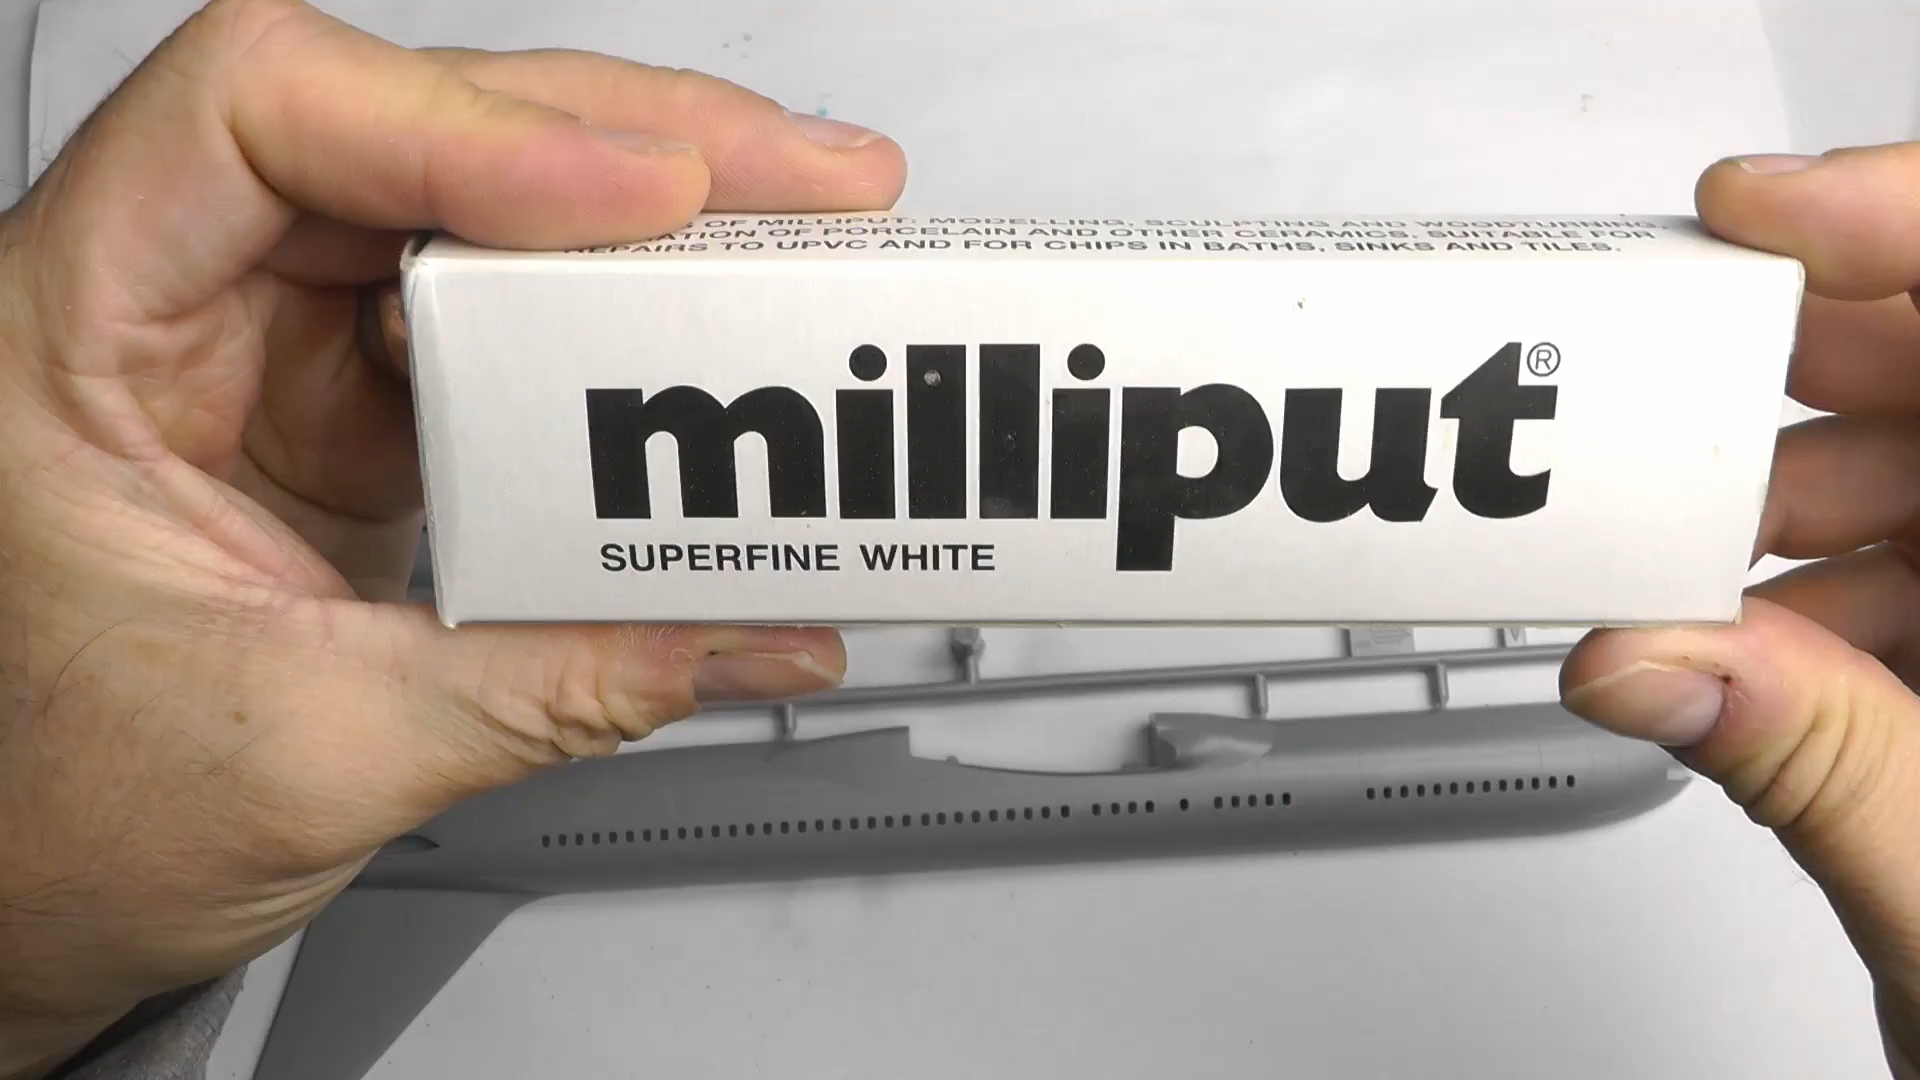 OF MILLIPUT. MODELLING, SCULPTING AND WOODTURNING.
OF PORCELAIN AND OTHER CERAMICS. SUITABLE FOR
REPAIRS TO UPVC AND FOR CHIPS IN BATHS, SINKS AND TILES.
milliput®
SUPERFINE WHITE